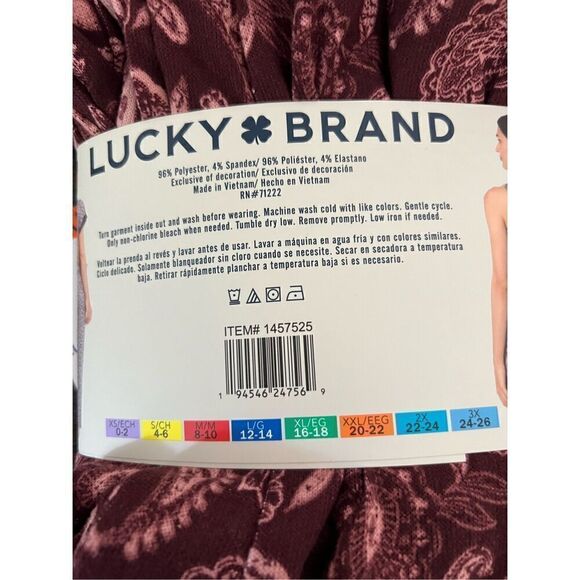 LUCKY BRAND
96% Polyester, 4% Spandex/ 96% Poliéster, 4% Elastano
Exclusive of decoration/ Exclusivo de decoración
Made in Vietnam/ Hecho en Vietnam
RN#71222
Turn garment inside out and wash before wearing. Machine wash cold with like colors. Gentle cycle.
Only non-chlorine bleach when needed. Tumble dry low. Remove promptly. Low iron if needed.
Voltear la prenda al revés y lavar antes de usar. Lavar a máquina en agua fría y con colores similares.
Ciclo delicado. Solamente blanqueador sin cloro cuando se necesite. Secar en secadora a temperatura
baja. Retirar rápidamente planchar a temperatura baja si es necesario.
ITEM# 1457525
1 94546 24756 9
XS/ECH S/CH M/M L/G XL/EG XXL/EEG 2X 3X
0-2 4-6 8-10 12-14 16-18 20-22 22-24 24-26